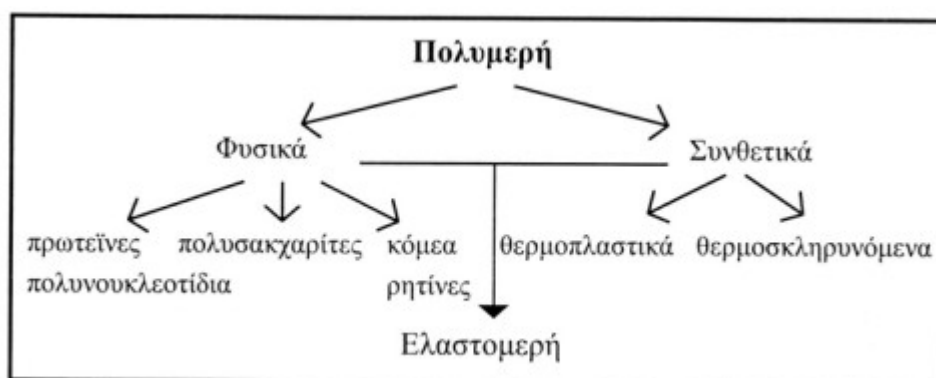 Πολυμερή
Φυσικά Συνθετικά
πρωτεΐνες πολυσακχαρίτες κόμεα θερμοπλαστικά θερμοσκληρυνόμενα
πολυνουκλεοτίδια ρητίνες
Ελαστομερή